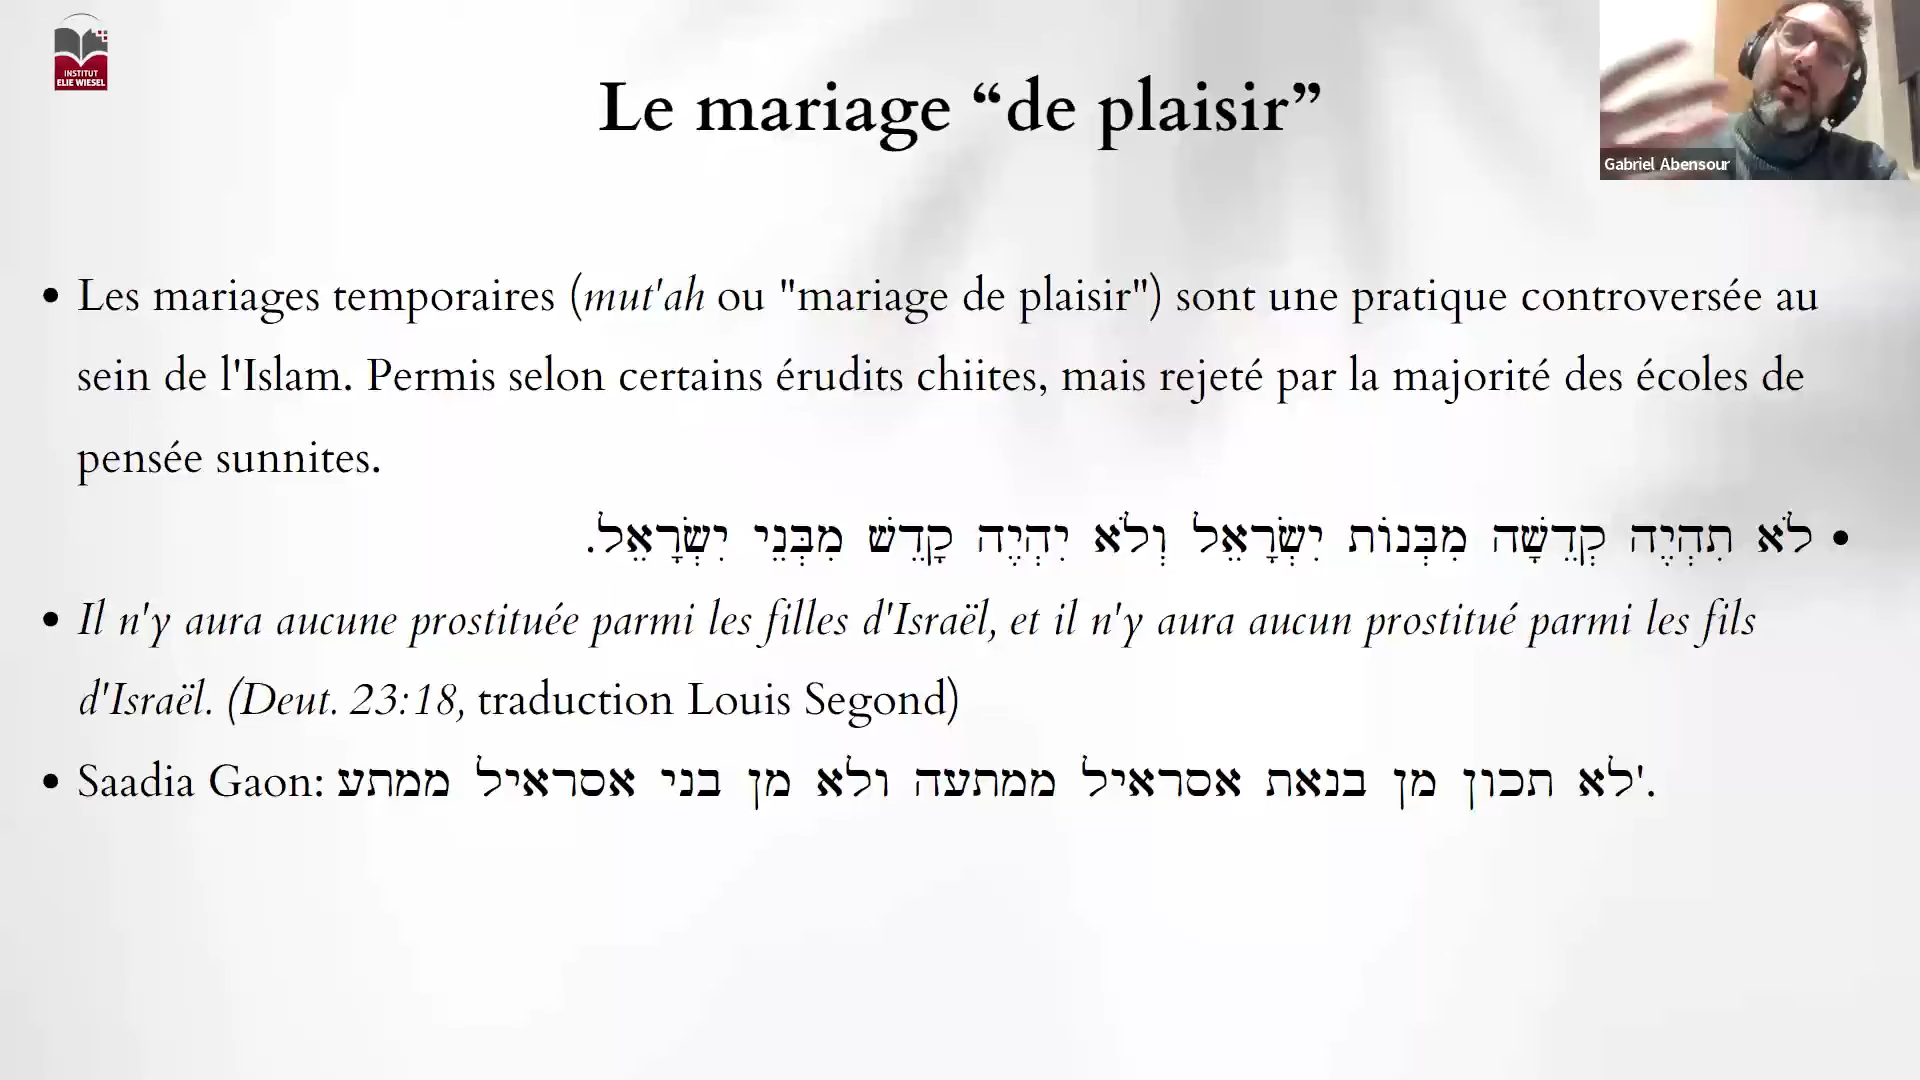 INSTITUT
ELIE WIESEL
Le mariage “de plaisir”
Gabriel Abensour
• Les mariages temporaires (mut'ah ou "mariage de plaisir") sont une pratique controversée au
sein de l'Islam. Permis selon certains érudits chiites, mais rejeté par la majorité des écoles de
pensée sunnites.
• לֹא תִהְיֶה קְדֵשָׁה מִבְּנוֹת יִשְׂרָאֵל וְלֹא יִהְיֶה קָדֵשׁ מִבְּנֵי יִשְׂרָאֵל.
• Il n'y aura aucune prostituée parmi les filles d'Israël, et il n'y aura aucun prostitué parmi les fils
d'Israël. (Deut. 23:18, traduction Louis Segond)
• Saadia Gaon: לא תכון מן בנאת אסראיל ממתעה ולא מן בני אסראיל ממתע'.